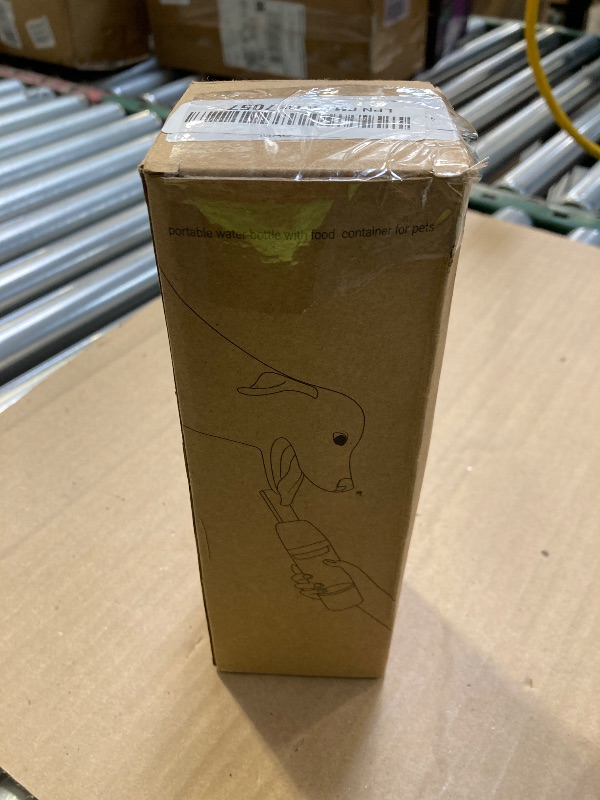 portable water bottle with food container for pets